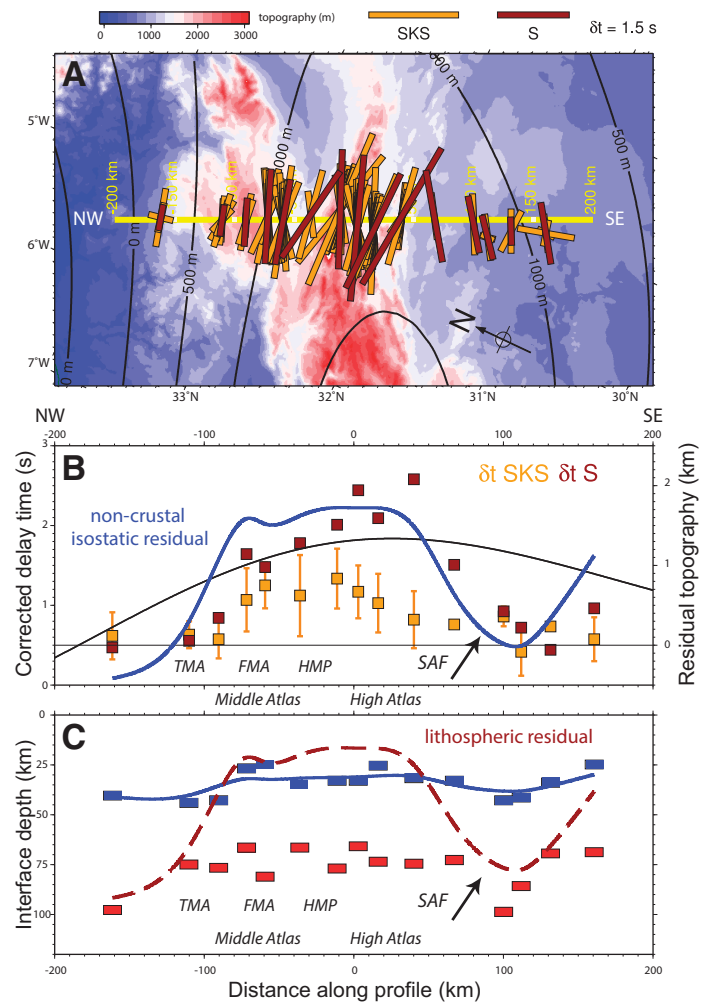 topography (m)
0 1000 2000 3000
SKS S δt = 1.5 s
A
5°W
6°W
7°W
NW SE
-200 km
150 km
150 km
200 km
0 m
0 m
500 m
500 m
1000 m
N
33°N 32°N 31°N 30°N
NW SE
-200 -100 0 100 200
B
δt SKS δt S
non-crustal
isostatic residual
Corrected delay time (s)
0 1 2 3
Residual topography (km)
0 1 2
TMA FMA HMP SAF
Middle Atlas High Atlas
C
lithospheric residual
Interface depth (km)
0
25
50
75
100
TMA FMA HMP SAF
Middle Atlas High Atlas
-200 -100 0 100 200
Distance along profile (km)